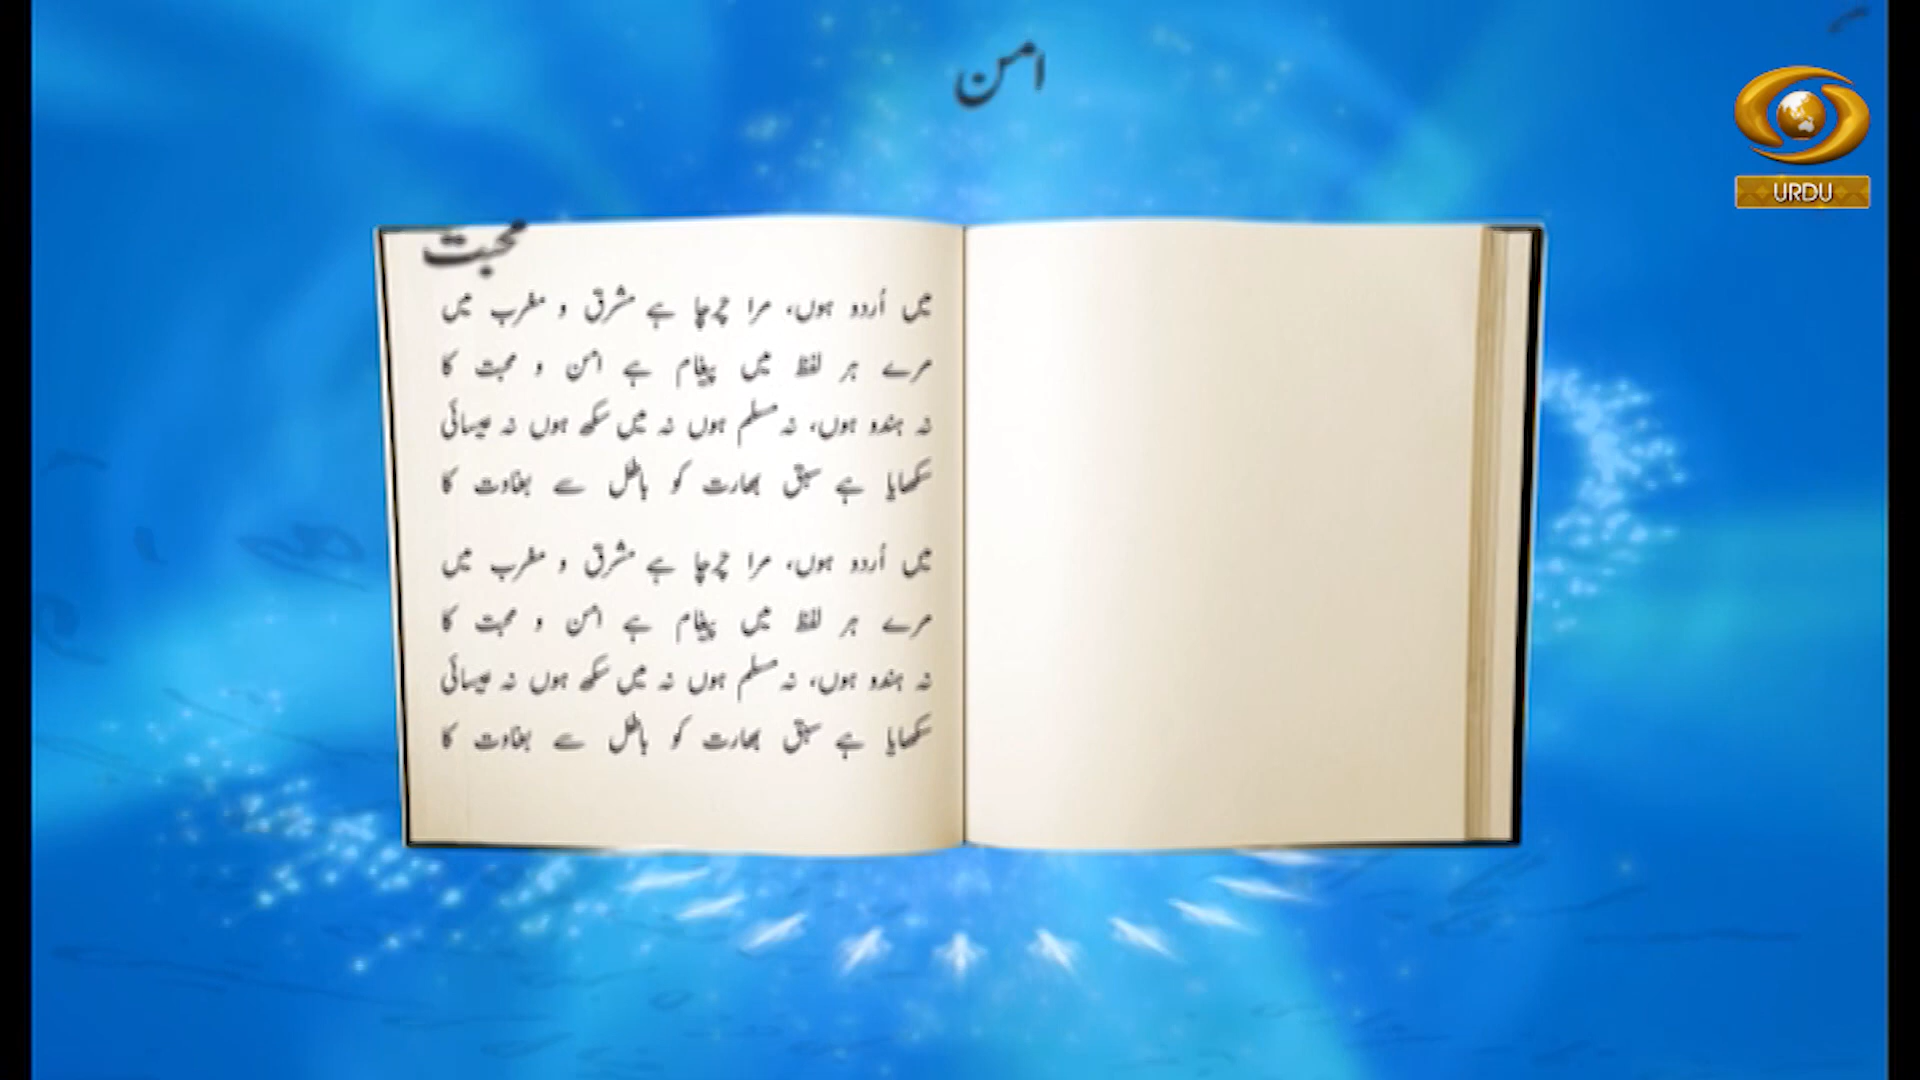 امن
URDU
محبت
میں اُردو ہوں، مرا چرچا ہے مشرق و مغرب میں
مرے ہر لفظ میں پیغام ہے امن و محبت کا
نہ ہندو ہوں، نہ مسلم ہوں نہ میں سکھ ہوں نہ عیسائی
سکھایا ہے سبق بھارت کو باطل سے بغاوت کا
میں اُردو ہوں، مرا چرچا ہے مشرق و مغرب میں
مرے ہر لفظ میں پیغام ہے امن و محبت کا
نہ ہندو ہوں، نہ مسلم ہوں نہ میں سکھ ہوں نہ عیسائی
سکھایا ہے سبق بھارت کو باطل سے بغاوت کا